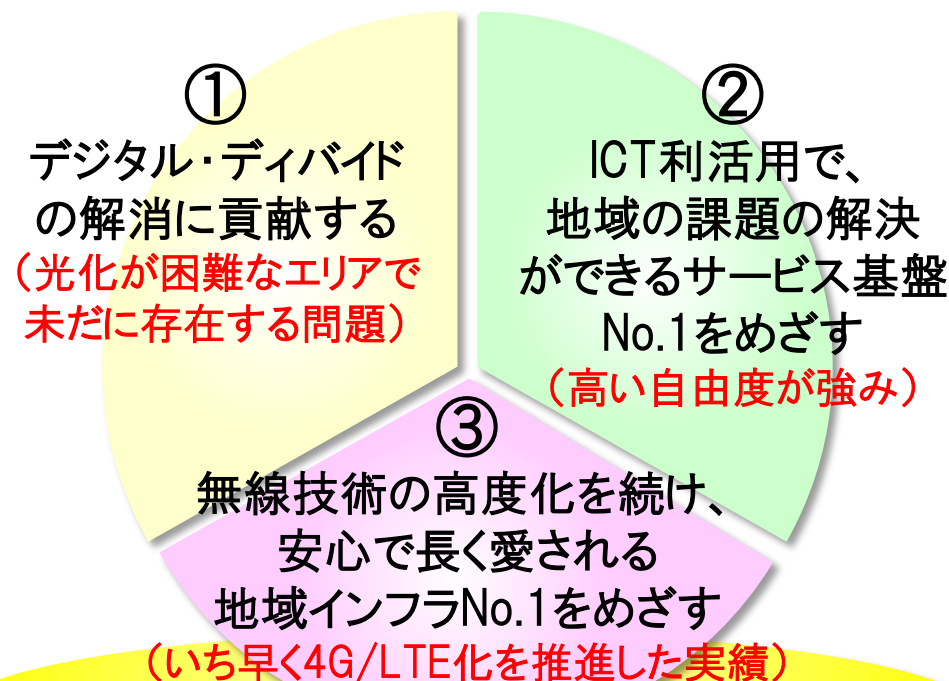 ①
デジタル・ディバイド
の解消に貢献する
（光化が困難なエリアで
未だに存在する問題）
②
ICT利活用で、
地域の課題の解決
ができるサービス基盤
No.1をめざす
（高い自由度が強み）
③
無線技術の高度化を続け、
安心で長く愛される
地域インフラNo.1をめざす
（いち早く4G/LTE化を推進した実績）